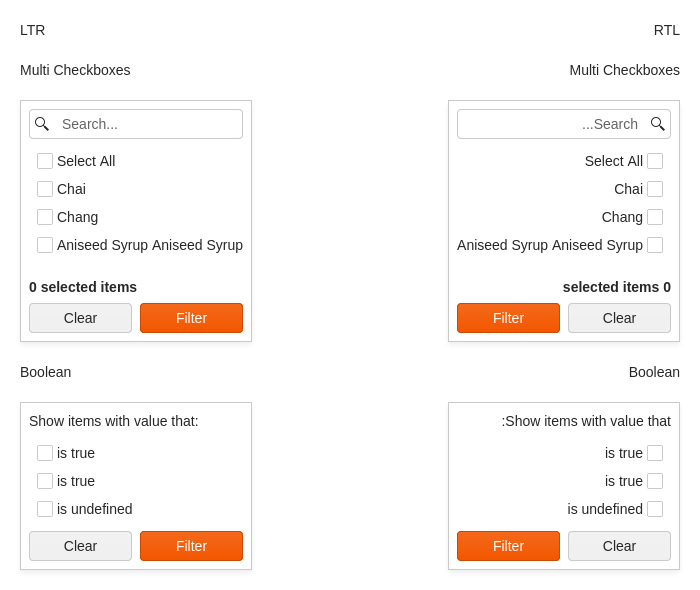 LTR
Multi Checkboxes
Search...
Select All
Chai
Chang
Aniseed Syrup Aniseed Syrup
0 selected items
Clear Filter
Boolean
Show items with value that:
is true
is true
is undefined
Clear Filter
RTL
Multi Checkboxes
...Search
Select All
Chai
Chang
Aniseed Syrup Aniseed Syrup
selected items 0
Filter Clear
Boolean
:Show items with value that
is true
is true
is undefined
Filter Clear